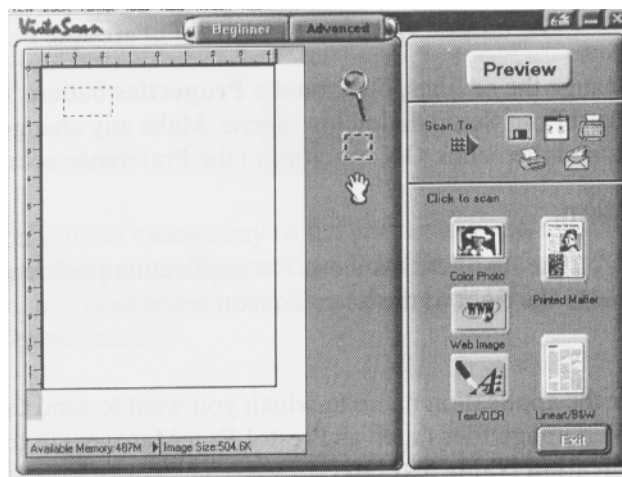 VistaScan
Beginner
Advanced
Preview
Scan To
Click to scan
Color Photo
Printed Matter
Web Image
Text/OCR
Lineart/B&W
Available Memory:487M
Image Size:504.6K
Exit
WWW
A